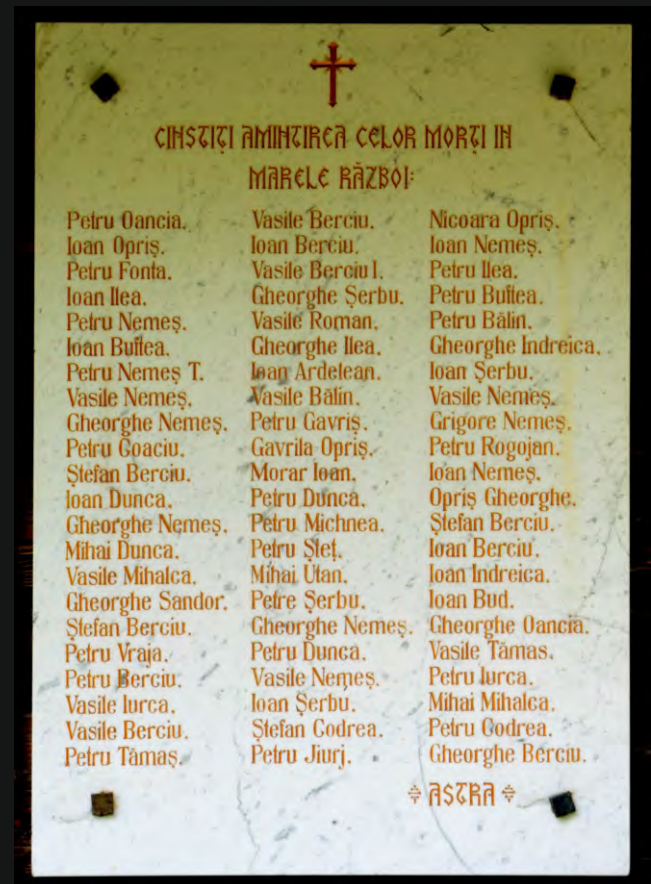 CINSTIȚI AMINTIREA CELOR MORȚI IN
MARELE RĂZBOI:
Petru Oancia.
Ioan Opriș.
Petru Fonta.
Ioan Ilea.
Petru Nemeș.
Ioan Buftea.
Petru Nemeș T.
Vasile Nemeș.
Gheorghe Nemeș.
Petru Coaciu.
Ștefan Berciu.
Ioan Dunca.
Gheorghe Nemeș.
Mihai Dunca.
Vasile Mihalca.
Gheorghe Sandor.
Ștefan Berciu.
Petru Vraja.
Petru Berciu.
Vasile Iurca.
Vasile Berciu.
Petru Tămaș.
Vasile Berciu.
Ioan Berciu.
Vasile Berciu I.
Gheorghe Șerbu.
Vasile Roman.
Gheorghe Ilea.
Ioan Ardelean.
Vasile Bălin.
Petru Gavriș.
Gavrila Opriș.
Morar Ioan.
Petru Dunca.
Petru Michnea.
Petru Șteț.
Mihai Utan.
Petre Șerbu.
Gheorghe Nemeș.
Petru Dunca.
Vasile Nemeș.
Ioan Șerbu.
Ștefan Codrea.
Petru Jiurj.
Nicoara Opriș.
Ioan Nemeș.
Petru Ilea.
Petru Buftea.
Petru Bălin.
Gheorghe Indreica.
Ioan Șerbu.
Vasile Nemeș.
Grigore Nemeș.
Petru Rogojan.
Ioan Nemeș.
Opriș Gheorghe.
Ștefan Berciu.
Ioan Berciu.
Ioan Indreica.
Ioan Bud.
Gheorghe Oancia.
Vasile Tămas.
Petru Iurca.
Mihai Mihalca.
Petru Codrea.
Gheorghe Berciu.
ASTRA